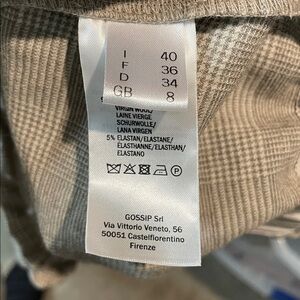 I 40
F 36
D 34
GB 8
VIRGIN WOOL/
LAINE VIERGE
SCHURWOLLE/
LANA VIRGEN
5% ELASTAN/ELASTANE/
ELASTHANNE/ELASTHAN/
ELASTANO
P
GOSSIP Srl
Via Vittorio Veneto, 56
50051 Castelfiorentino
Firenze